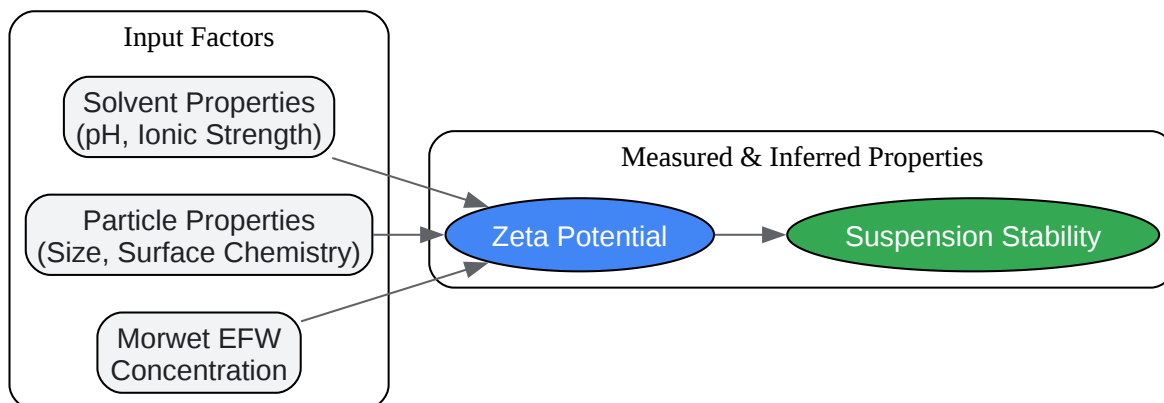 Input Factors
Solvent Properties
(pH, Ionic Strength)
Particle Properties
(Size, Surface Chemistry)
Morwet EFW
Concentration
Measured & Inferred Properties
Zeta Potential
Suspension Stability